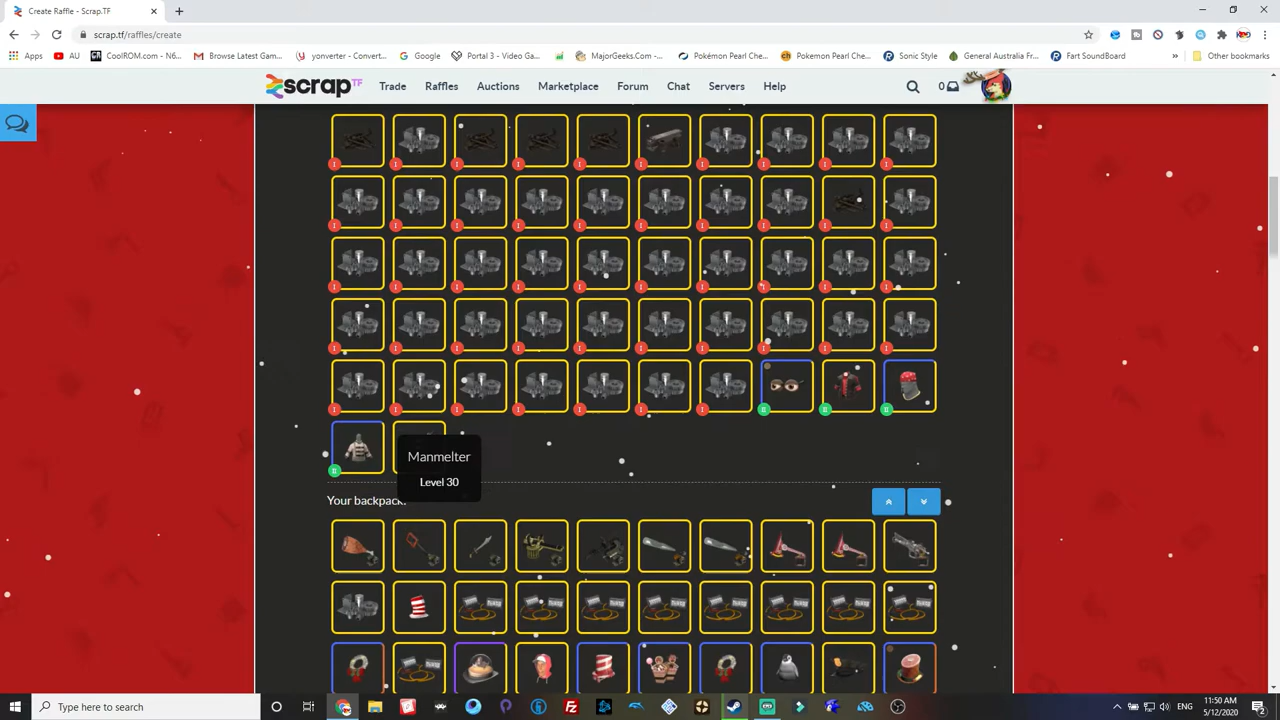 Create Raffle - Scrap.TF
scrap.tf/raffles/create
Apps
AU
CoolROM.com - N6...
Browse Latest Gam...
yonverter - Convert...
Google
Portal 3 - Video Ga...
MajorGeeks.Com -...
Pokémon Pearl Che...
Pokemon Pearl Chea...
Sonic Style
General Australia Fr...
Fart SoundBoard
Other bookmarks
scrap TF
Trade
Raffles
Auctions
Marketplace
Forum
Chat
Servers
Help
0
Manmelter
Level 30
Your backpack:
Type here to search
ENG
11:50 AM
5/12/2020